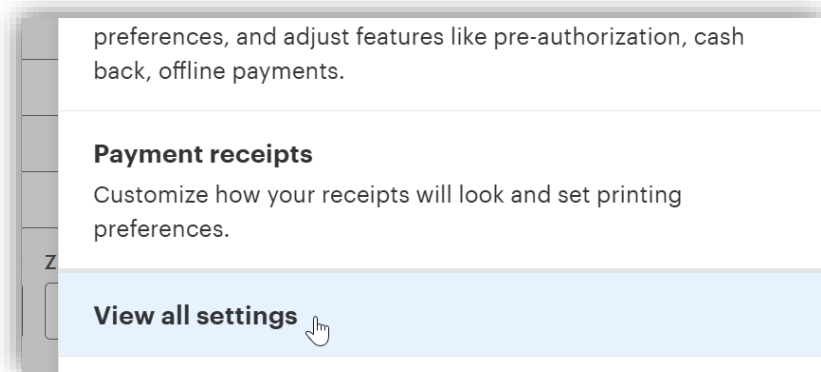 preferences, and adjust features like pre-authorization, cash
back, offline payments.
Payment receipts
Customize how your receipts will look and set printing
preferences.
Z
View all settings